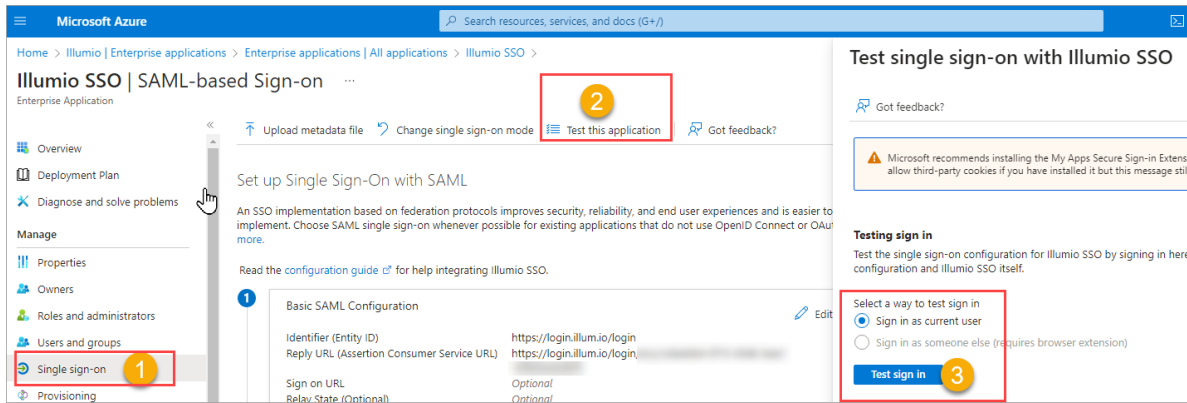 Microsoft Azure
Search resources, services, and docs (G+/)
Home > Illumio | Enterprise applications > Enterprise applications | All applications > Illumio SSO >
Illumio SSO | SAML-based Sign-on ...
Enterprise Application
«
Overview
Deployment Plan
Diagnose and solve problems
Manage
Properties
Owners
Roles and administrators
Users and groups
Single sign-on
1
Provisioning
2
Upload metadata file
Change single sign-on mode
Test this application
Got feedback?
Set up Single Sign-On with SAML
An SSO implementation based on federation protocols improves security, reliability, and end user experiences and is easier to
implement. Choose SAML single sign-on whenever possible for existing applications that do not use OpenID Connect or OAu
more.
Read the configuration guide for help integrating Illumio SSO.
1
Basic SAML Configuration
Edit
Identifier (Entity ID) https://login.illum.io/login
Reply URL (Assertion Consumer Service URL) https://login.illum.io/login
Sign on URL Optional
Relay State (Optional) Optional
Test single sign-on with Illumio SSO
Got feedback?
Microsoft recommends installing the My Apps Secure Sign-in Extens
allow third-party cookies if you have installed it but this message stil
Testing sign in
Test the single sign-on configuration for Illumio SSO by signing in here
configuration and Illumio SSO itself.
Select a way to test sign in
Sign in as current user
Sign in as someone else (requires browser extension)
Test sign in
3